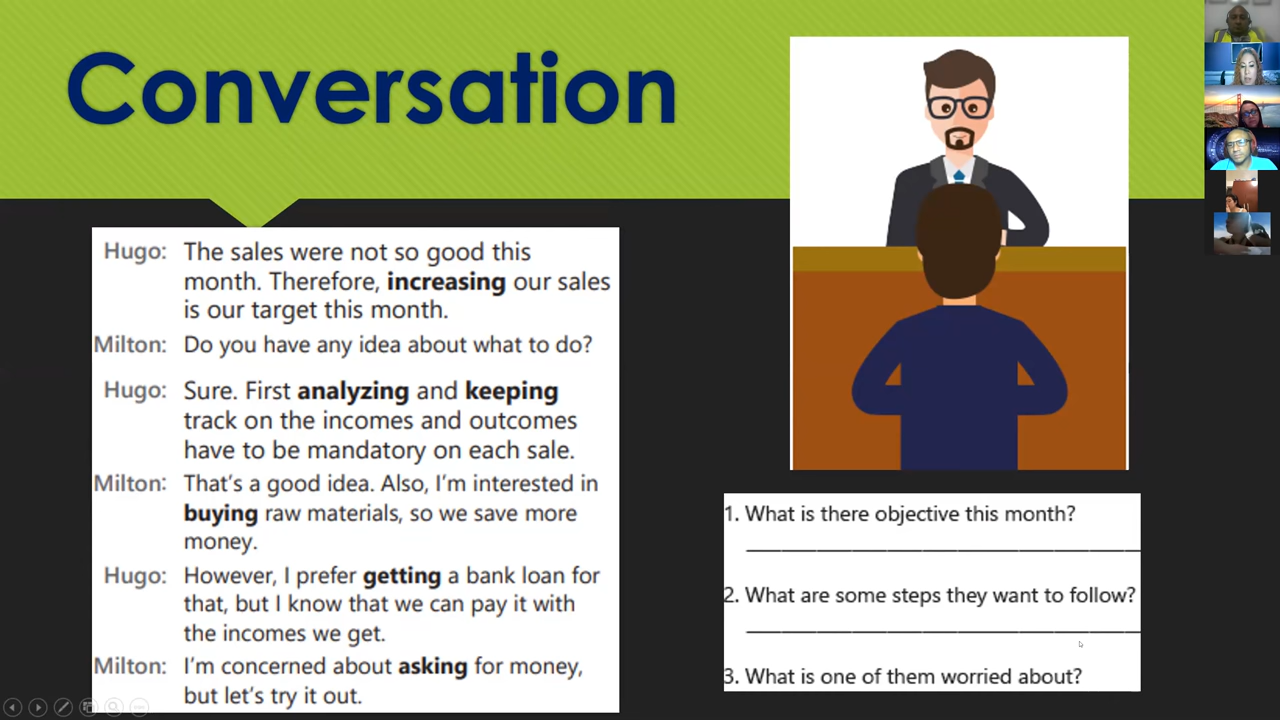 Conversation
Hugo: The sales were not so good this
month. Therefore, increasing our sales
is our target this month.
Milton: Do you have any idea about what to do?
Hugo: Sure. First analyzing and keeping
track on the incomes and outcomes
have to be mandatory on each sale.
Milton: That's a good idea. Also, I'm interested in
buying raw materials, so we save more
money.
Hugo: However, I prefer getting a bank loan for
that, but I know that we can pay it with
the incomes we get.
Milton: I'm concerned about asking for money,
but let's try it out.
1. What is there objective this month?
2. What are some steps they want to follow?
3. What is one of them worried about?